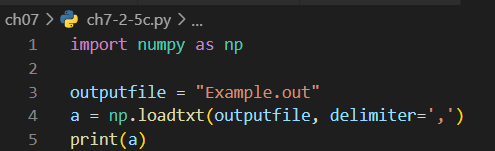 ch07 > ch7-2-5c.py > ...
1 import numpy as np
2
3 outputfile = "Example.out"
4 a = np.loadtxt(outputfile, delimiter=',')
5 print(a)